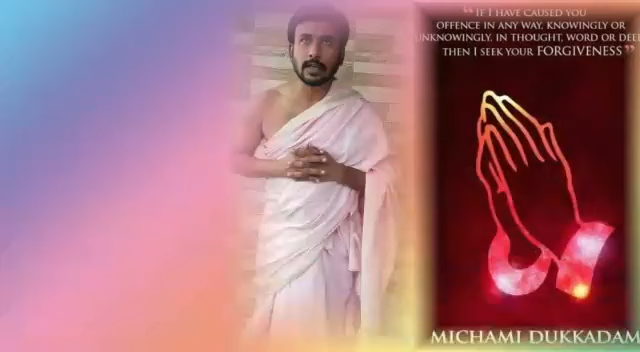 “ IF I HAVE CAUSED YOU
OFFENCE IN ANY WAY, KNOWINGLY OR
UNKNOWINGLY, IN THOUGHT, WORD OR DEE
THEN I SEEK YOUR FORGIVENESS ”
MICHAMI DUKKADAM